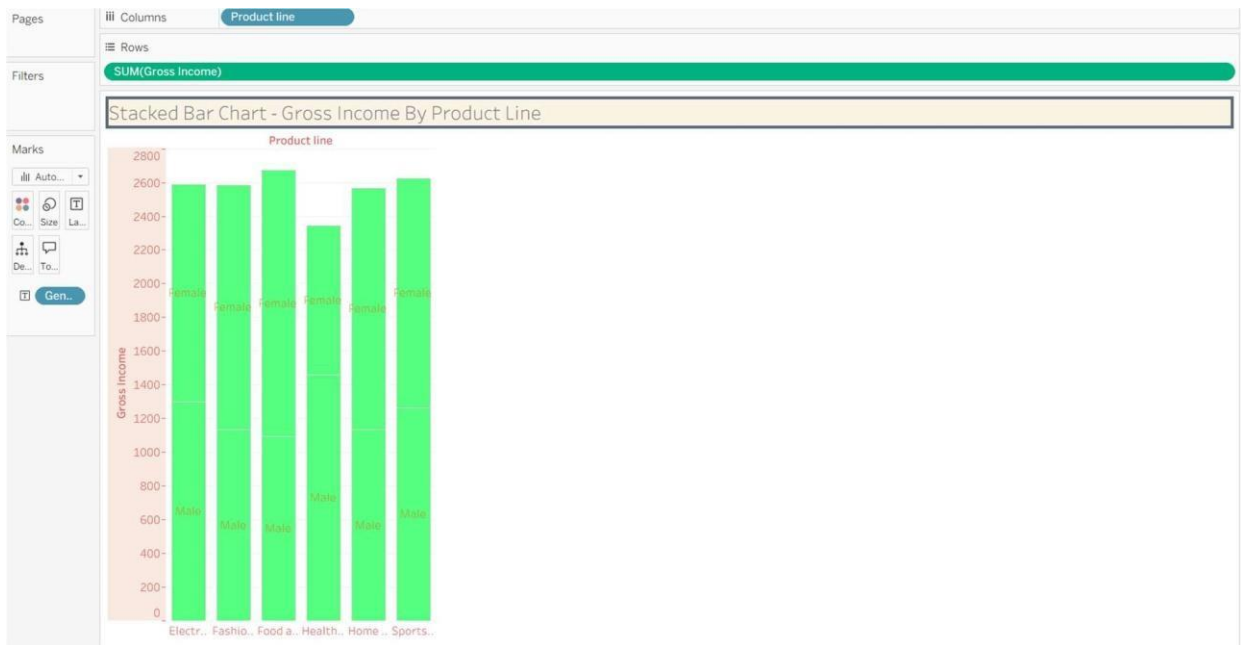 Pages
Columns
Product line
Rows
SUM(Gross Income)
Filters
Marks
Auto...
Co... Size La...
De... To...
Gen..
Stacked Bar Chart - Gross Income By Product Line
Product line
Gross Income
2800
2600
2400
2200
2000
1800
1600
1400
1200
1000
800
600
400
200
0
Female Female Female Female Female Female
Male Male Male Male Male Male
Electr.. Fashio.. Food a.. Health.. Home .. Sports..